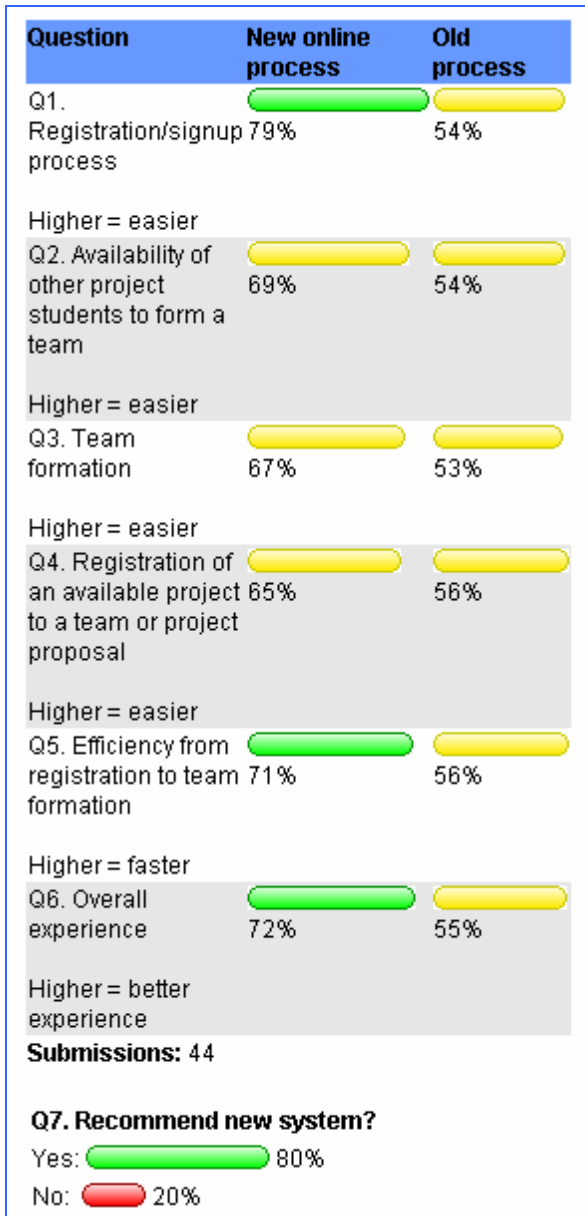 Question New online process Old process
Q1.
Registration/signup 79% 54%
process
Higher = easier
Q2. Availability of
other project 69% 54%
students to form a
team
Higher = easier
Q3. Team
formation 67% 53%
Higher = easier
Q4. Registration of
an available project 65% 56%
to a team or project
proposal
Higher = easier
Q5. Efficiency from
registration to team 71% 56%
formation
Higher = faster
Q6. Overall
experience 72% 55%
Higher = better
experience
Submissions: 44
Q7. Recommend new system?
Yes: 80%
No: 20%